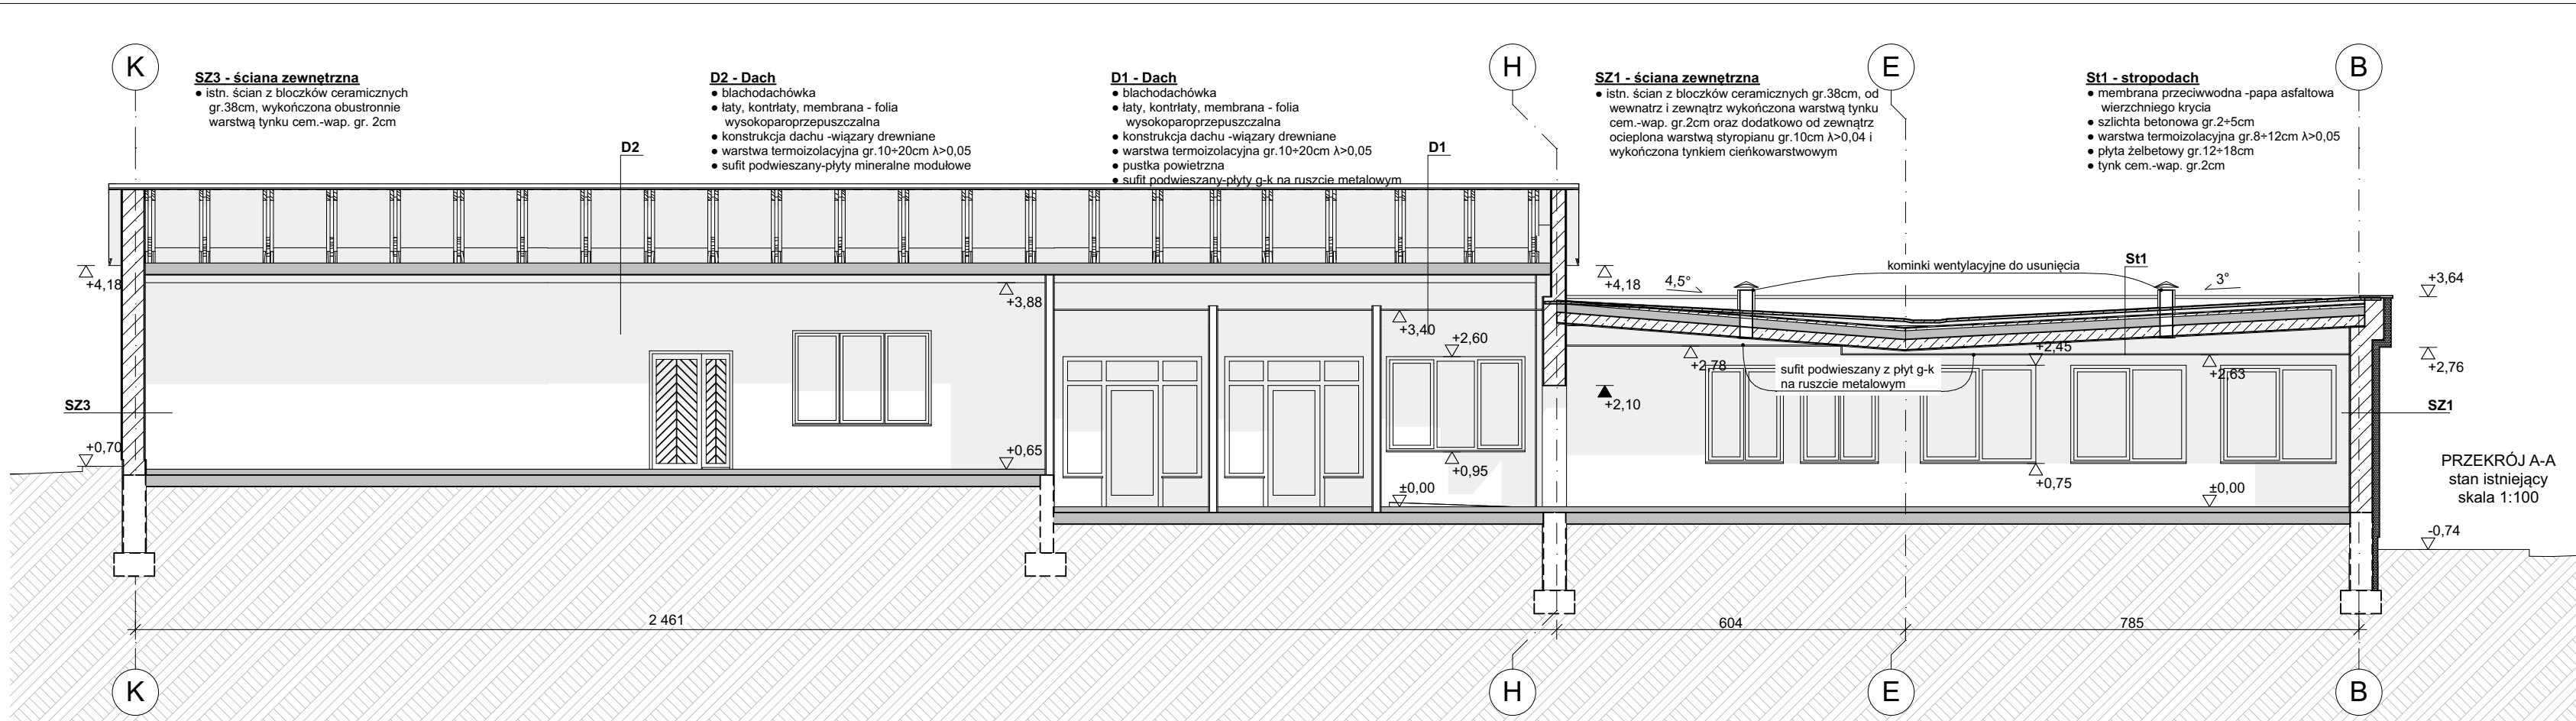 K
H
E
B
SZ3 - ściana zewnętrzna
● istn. ścian z bloczków ceramicznych
gr.38cm, wykończona obustronnie
warstwą tynku cem.-wap. gr. 2cm
D2 - Dach
● blachodachówka
● łaty, kontrłaty, membrana - folia
wysokoparoprzepuszczalna
● konstrukcja dachu -wiązary drewniane
● warstwa termoizolacyjna gr.10÷20cm λ>0,05
● sufit podwieszany-płyty mineralne modułowe
D1 - Dach
● blachodachówka
● łaty, kontrłaty, membrana - folia
wysokoparoprzepuszczalna
● konstrukcja dachu -wiązary drewniane
● warstwa termoizolacyjna gr.10÷20cm λ>0,05
● pustka powietrzna
● sufit podwieszany-płyty g-k na ruszcie metalowym
SZ1 - ściana zewnętrzna
● istn. ścian z bloczków ceramicznych gr.38cm, od
wewnatrz i zewnątrz wykończona warstwą tynku
cem.-wap. gr.2cm oraz dodatkowo od zewnątrz
ocieplona warstwą styropianu gr.10cm λ>0,04 i
wykończona tynkiem cieńkowarstwowym
St1 - stropodach
● membrana przeciwwodna -papa asfaltowa
wierzchniego krycia
● szlichta betonowa gr.2÷5cm
● warstwa termoizolacyjna gr.8÷12cm λ>0,05
● płyta żelbetowy gr.12÷18cm
● tynk cem.-wap. gr.2cm
D2
D1
St1
kominki wentylacyjne do usunięcia
+4,18
+4,18
4,5°
3°
+3,64
+3,88
+3,40
+2,60
+2,45
+2,78
sufit podwieszany z płyt g-k
na ruszcie metalowym
+2,63
+2,76
SZ3
+2,10
SZ1
+0,70
+0,65
+0,95
+0,75
±0,00
±0,00
PRZEKRÓJ A-A
stan istniejący
skala 1:100
-0,74
2 461
604
785
K
H
E
B